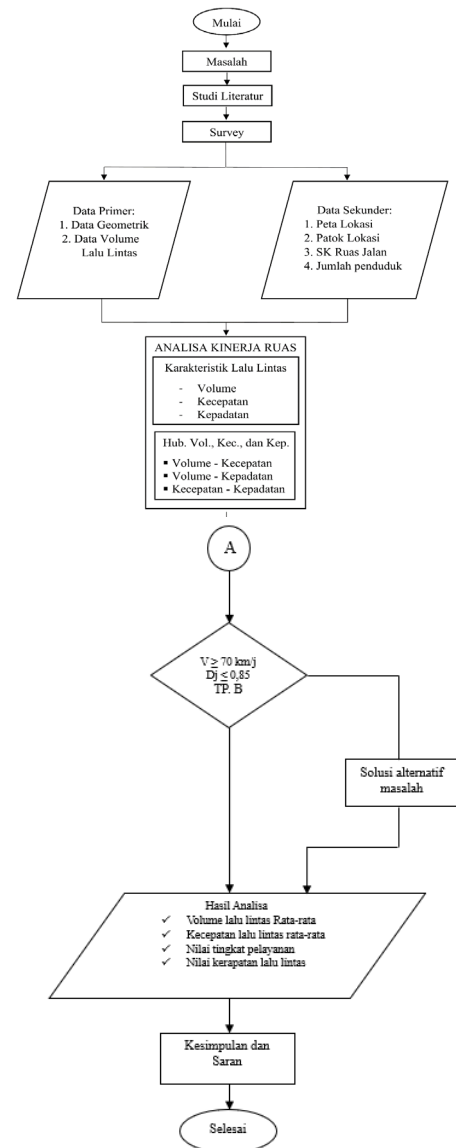 Mulai
Masalah
Studi Literatur
Survey
Data Primer:
1. Data Geometrik
2. Data Volume
Lalu Lintas
Data Sekunder:
1. Peta Lokasi
2. Patok Lokasi
3. SK Ruas Jalan
4. Jumlah penduduk
ANALISA KINERJA RUAS
Karakteristik Lalu Lintas
- Volume
- Kecepatan
- Kepadatan
Hub. Vol., Kec., dan Kep.
▪ Volume - Kecepatan
▪ Volume - Kepadatan
▪ Kecepatan - Kepadatan
A
V ≥ 70 km/j
Dj ≤ 0,85
TP. B
Solusi alternatif
masalah
Hasil Analisa
✓ Volume lalu lintas Rata-rata
✓ Kecepatan lalu lintas rata-rata
✓ Nilai tingkat pelayanan
✓ Nilai kerapatan lalu lintas
Kesimpulan dan
Saran
Selesai